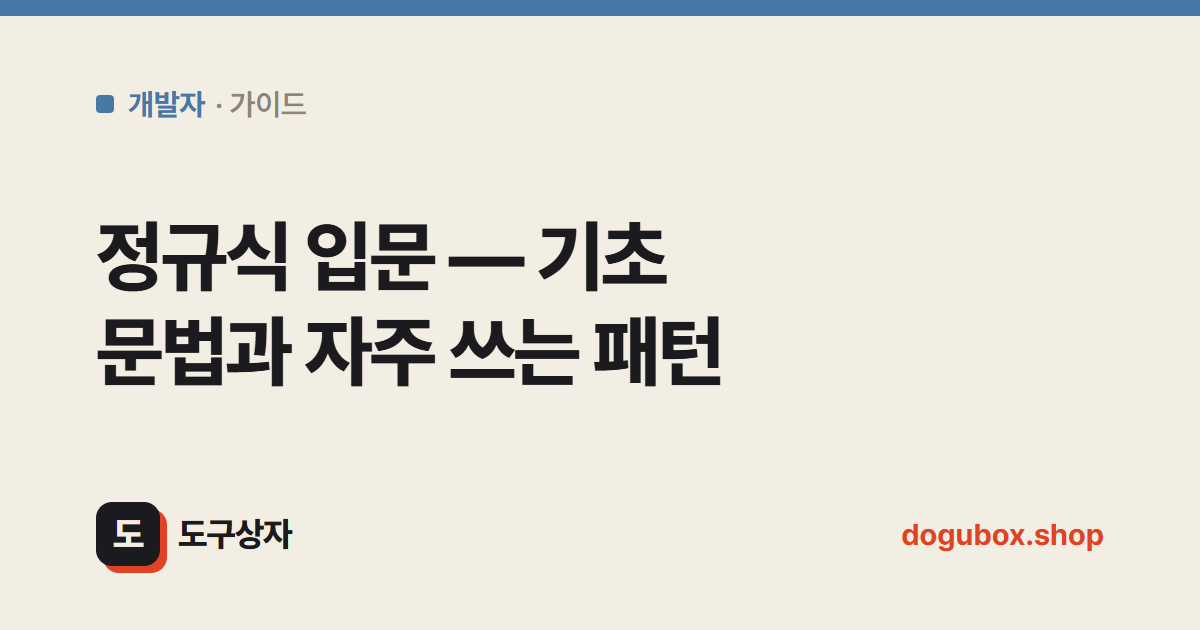 개발자 · 가이드
정규식 입문 — 기초
문법과 자주 쓰는 패턴
도 도구상자
dogubox.shop